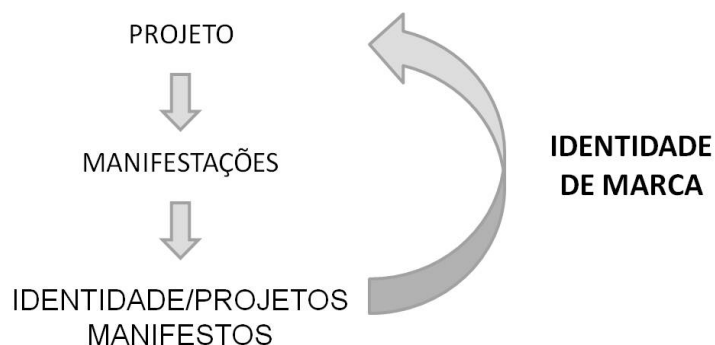 PROJETO
MANIFESTAÇÕES
IDENTIDADE/PROJETOS
MANIFESTOS
IDENTIDADE
DE MARCA